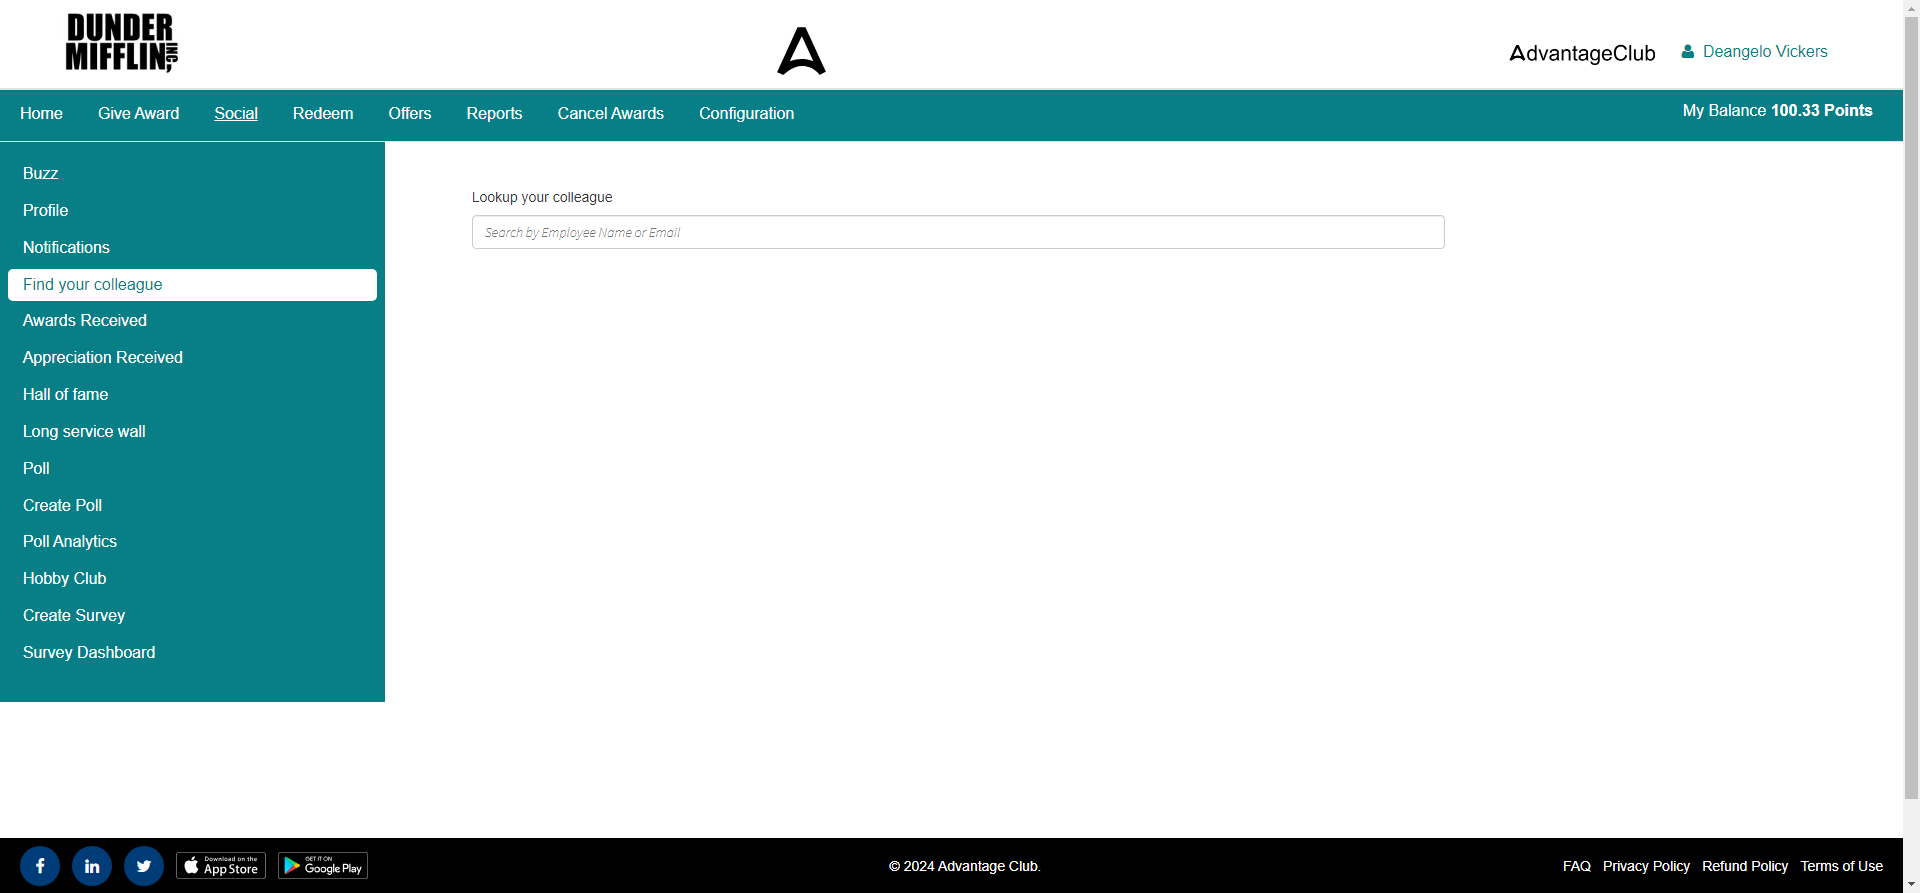 DUNDER
MIFFLIN INC,
AdvantageClub
Deangelo Vickers
Home Give Award Social Redeem Offers Reports Cancel Awards Configuration My Balance 100.33 Points
Buzz
Profile
Notifications
Find your colleague
Awards Received
Appreciation Received
Hall of fame
Long service wall
Poll
Create Poll
Poll Analytics
Hobby Club
Create Survey
Survey Dashboard
Lookup your colleague
Search by Employee Name or Email
Download on the
App Store
GET IT ON
Google Play
© 2024 Advantage Club.
FAQ Privacy Policy Refund Policy Terms of Use